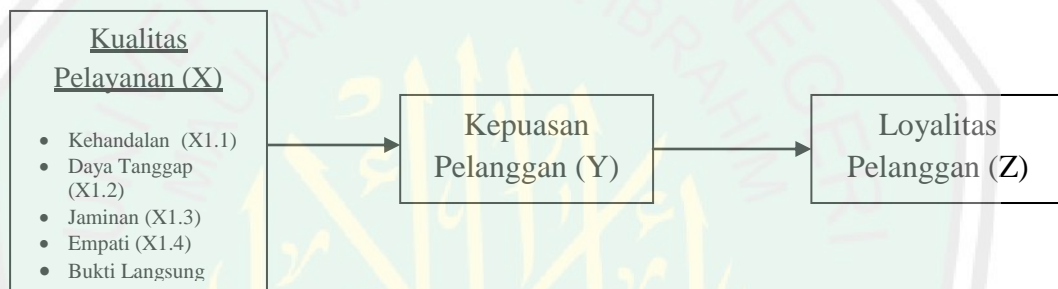 Kualitas
Pelayanan (X)
• Kehandalan (X1.1)
• Daya Tanggap
(X1.2)
• Jaminan (X1.3)
• Empati (X1.4)
• Bukti Langsung
Kepuasan
Pelanggan (Y)
Loyalitas
Pelanggan (Z)